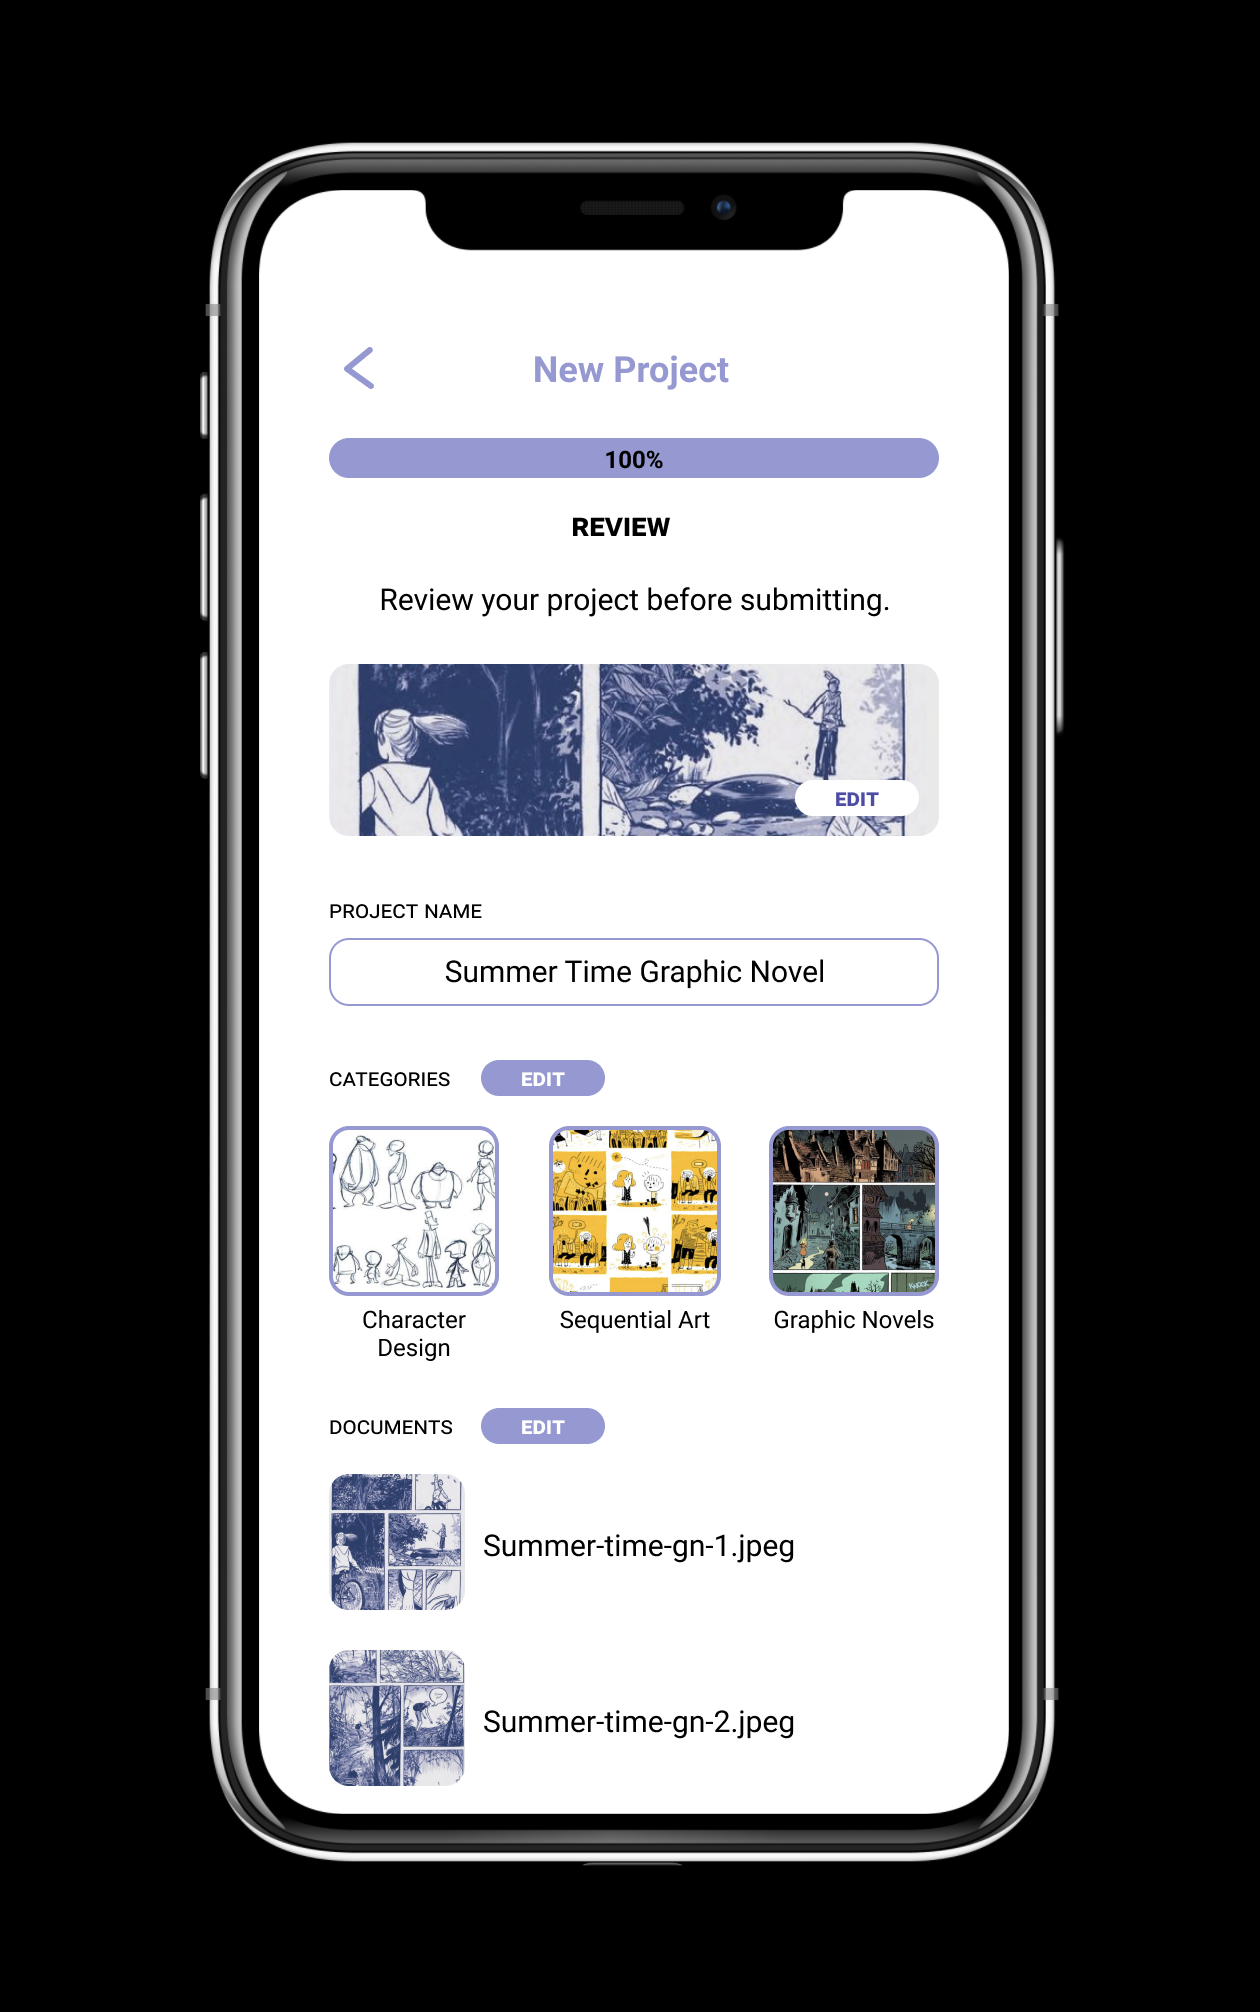 New Project
100%
REVIEW
Review your project before submitting.
EDIT
PROJECT NAME
Summer Time Graphic Novel
CATEGORIES EDIT
Character
Design
Sequential Art
Graphic Novels
DOCUMENTS EDIT
Summer-time-gn-1.jpeg
Summer-time-gn-2.jpeg